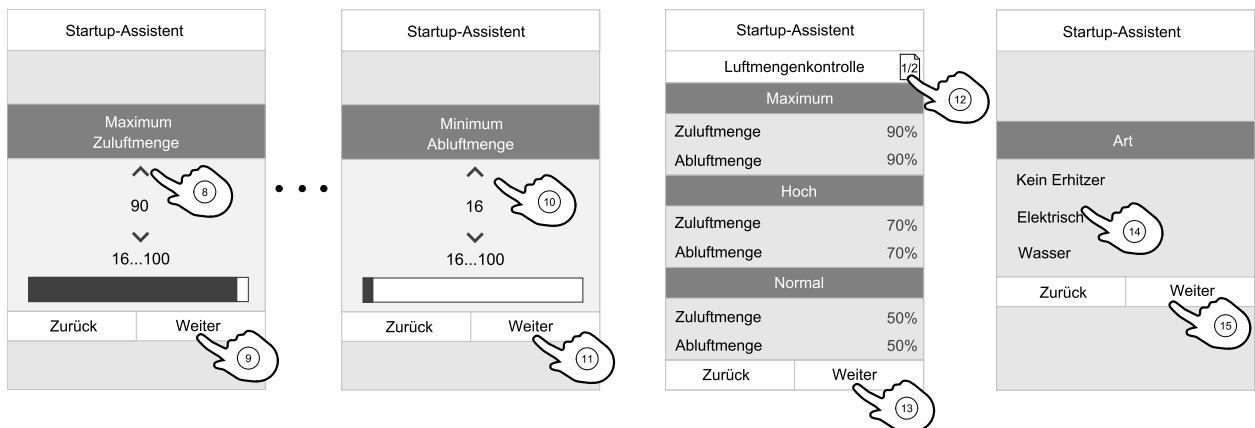 Startup-Assistent
Maximum
Zuluftmenge
8
90
16...100
Zurück
Weiter
9
Startup-Assistent
Minimum
Abluftmenge
10
16
16...100
Zurück
Weiter
11
Startup-Assistent
Luftmengenkontrolle
1/2
12
Maximum
Zuluftmenge 90%
Abluftmenge 90%
Hoch
Zuluftmenge 70%
Abluftmenge 70%
Normal
Zuluftmenge 50%
Abluftmenge 50%
Zurück
Weiter
13
Startup-Assistent
Art
Kein Erhitzer
Elektrisch
14
Wasser
Zurück
Weiter
15